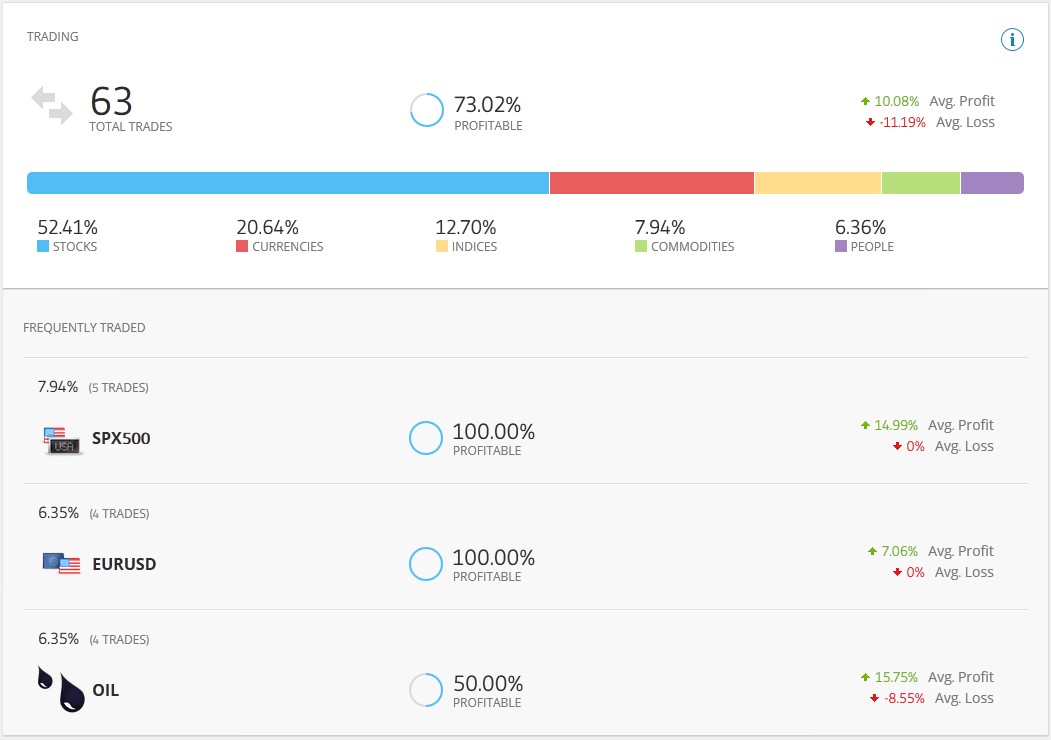 TRADING
i
63
TOTAL TRADES
73.02%
PROFITABLE
10.08% Avg. Profit
-11.19% Avg. Loss
52.41%
STOCKS
20.64%
CURRENCIES
12.70%
INDICES
7.94%
COMMODITIES
6.36%
PEOPLE
FREQUENTLY TRADED
7.94% (5 TRADES)
USA
SPX500
100.00%
PROFITABLE
14.99% Avg. Profit
0% Avg. Loss
6.35% (4 TRADES)
EURUSD
100.00%
PROFITABLE
7.06% Avg. Profit
0% Avg. Loss
6.35% (4 TRADES)
OIL
50.00%
PROFITABLE
15.75% Avg. Profit
-8.55% Avg. Loss